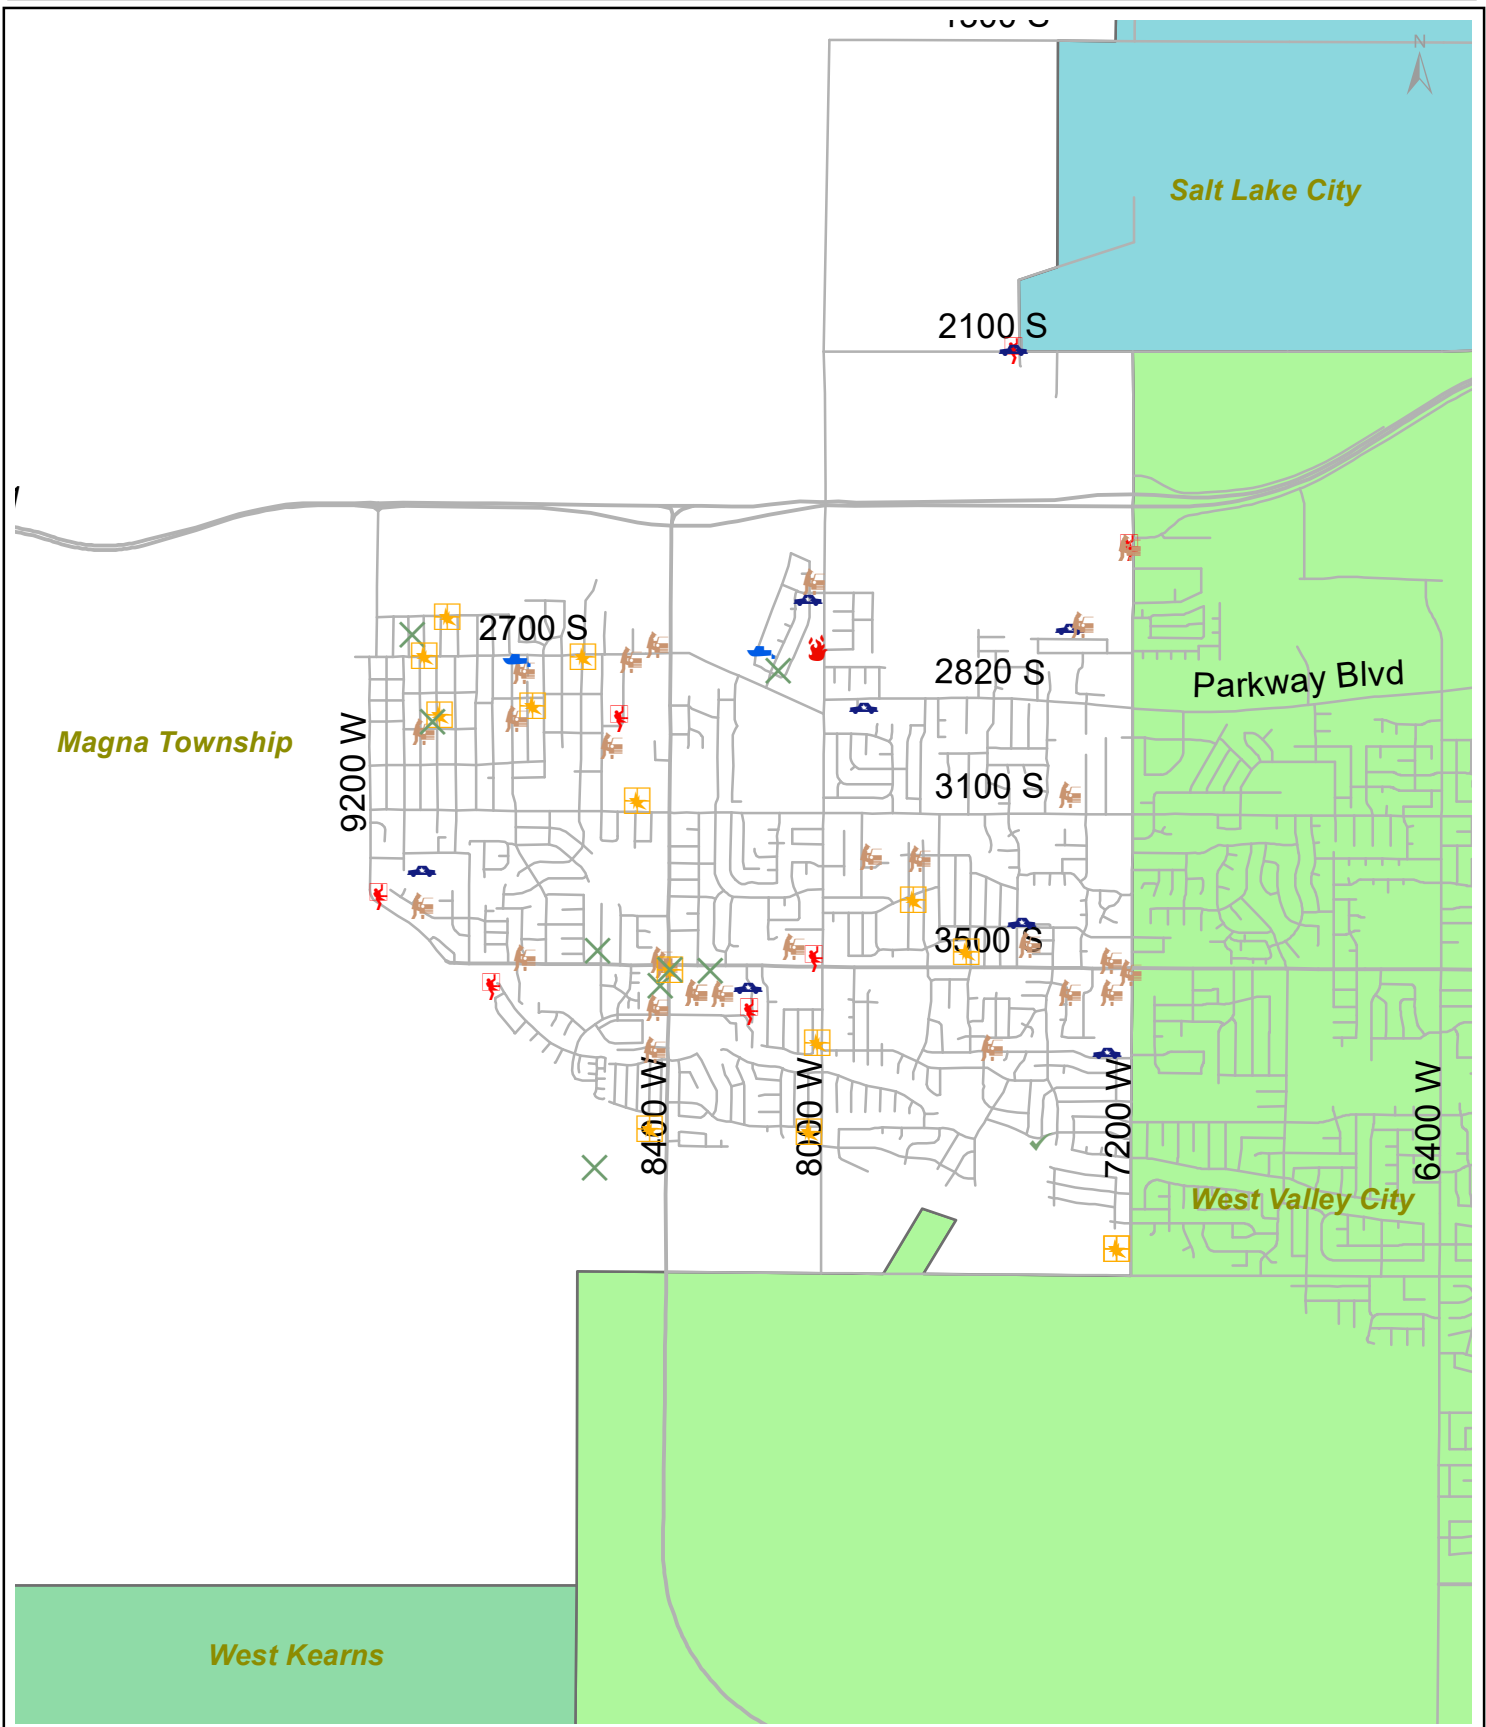 N
Salt Lake City
2100 S
2700 S
2820 S
Parkway Blvd
Magna Township
9200 W
3100 S
3500 S
8400 W
8000 W
7200 W
6400 W
West Valley City
West Kearns